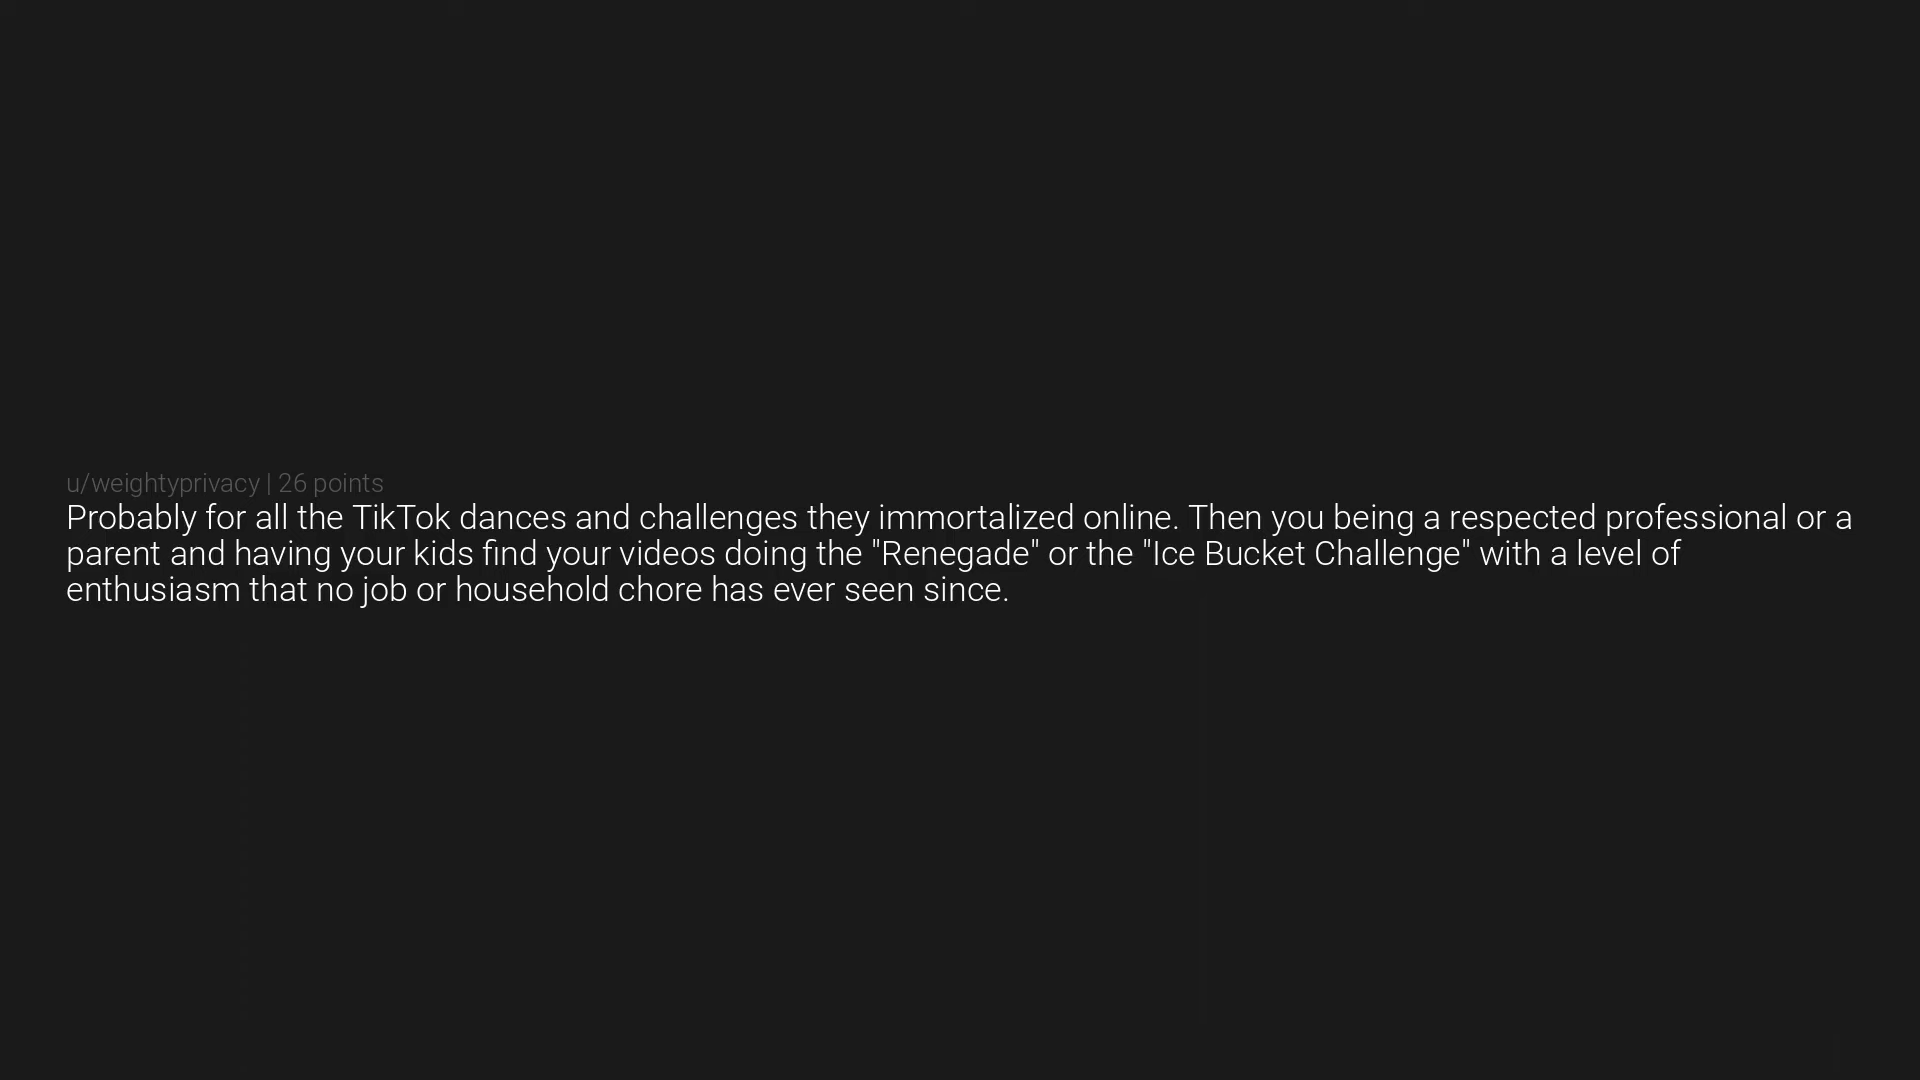 u/weightyprivacy | 26 points
Probably for all the TikTok dances and challenges they immortalized online. Then you being a respected professional or a
parent and having your kids find your videos doing the "Renegade" or the "Ice Bucket Challenge" with a level of
enthusiasm that no job or household chore has ever seen since.